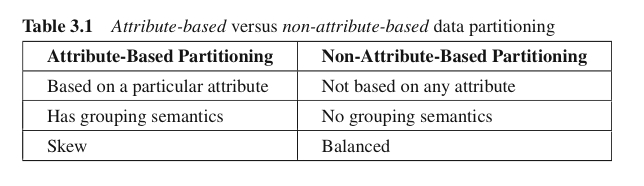 Table 3.1 Attribute-based versus non-attribute-based data partitioning
Attribute-Based Partitioning Non-Attribute-Based Partitioning
Based on a particular attribute Not based on any attribute
Has grouping semantics No grouping semantics
Skew Balanced